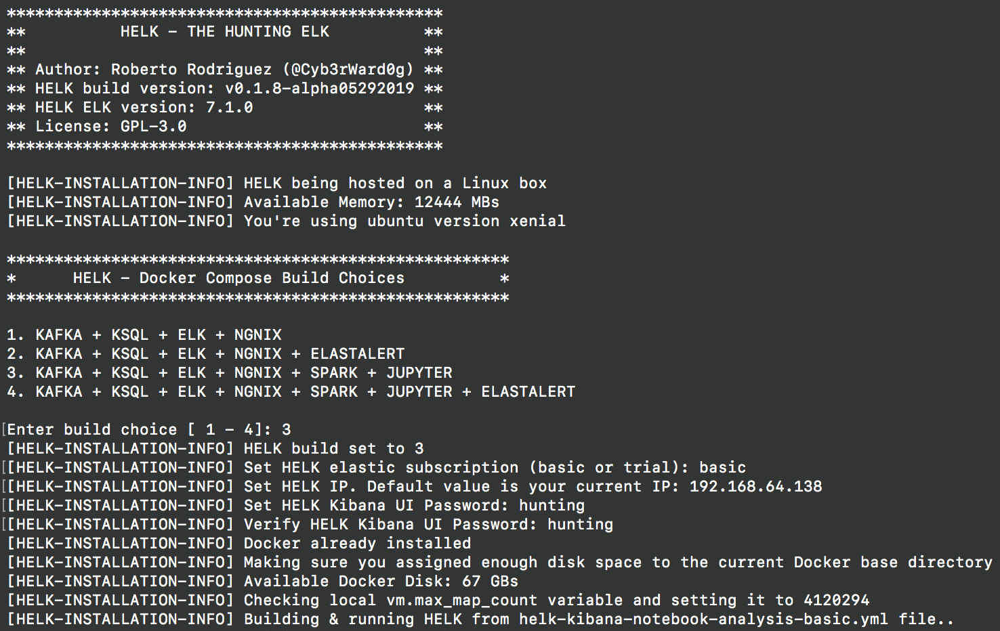 **********************************************
**          HELK - THE HUNTING ELK          **
**                                          **
** Author: Roberto Rodriguez (@Cyb3rWard0g) **
** HELK build version: v0.1.8-alpha05292019 **
** HELK ELK version: 7.1.0                  **
** License: GPL-3.0                         **
**********************************************
[HELK-INSTALLATION-INFO] HELK being hosted on a Linux box
[HELK-INSTALLATION-INFO] Available Memory: 12444 MBs
[HELK-INSTALLATION-INFO] You're using ubuntu version xenial
*****************************************************
*      HELK - Docker Compose Build Choices          *
*****************************************************
1. KAFKA + KSQL + ELK + NGNIX
2. KAFKA + KSQL + ELK + NGNIX + ELASTALERT
3. KAFKA + KSQL + ELK + NGNIX + SPARK + JUPYTER
4. KAFKA + KSQL + ELK + NGNIX + SPARK + JUPYTER + ELASTALERT
[Enter build choice [ 1 - 4]: 3
[HELK-INSTALLATION-INFO] HELK build set to 3
[[HELK-INSTALLATION-INFO] Set HELK elastic subscription (basic or trial): basic
[[HELK-INSTALLATION-INFO] Set HELK IP. Default value is your current IP: 192.168.64.138
[[HELK-INSTALLATION-INFO] Set HELK Kibana UI Password: hunting
[[HELK-INSTALLATION-INFO] Verify HELK Kibana UI Password: hunting
[HELK-INSTALLATION-INFO] Docker already installed
[HELK-INSTALLATION-INFO] Making sure you assigned enough disk space to the current Docker base directory
[HELK-INSTALLATION-INFO] Available Docker Disk: 67 GBs
[HELK-INSTALLATION-INFO] Checking local vm.max_map_count variable and setting it to 4120294
[HELK-INSTALLATION-INFO] Building & running HELK from helk-kibana-notebook-analysis-basic.yml file..